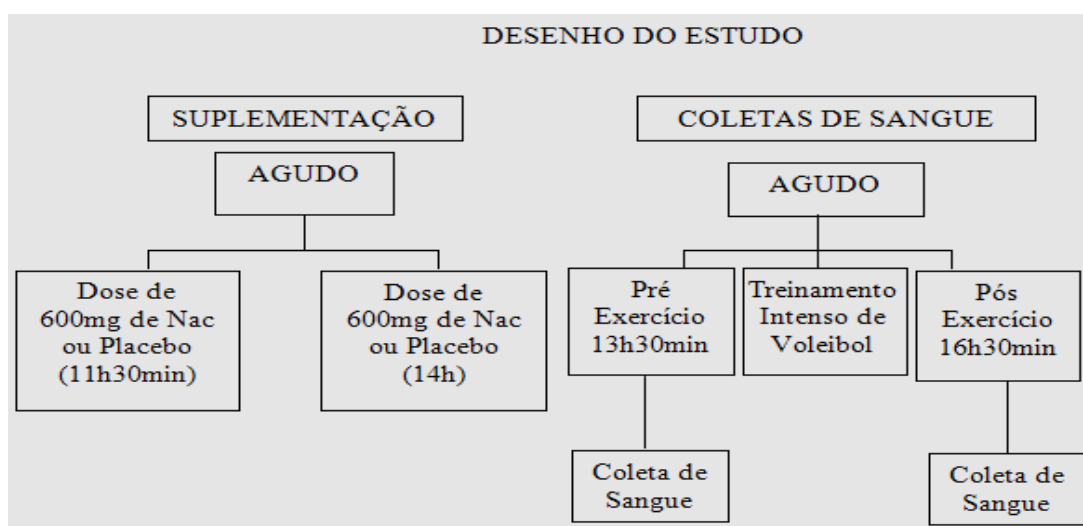 DESENHO DO ESTUDO
SUPLEMENTAÇÃO
AGUDO
Dose de
600mg de Nac
ou Placebo
(11h30min)
Dose de
600mg de Nac
ou Placebo
(14h)
COLETAS DE SANGUE
AGUDO
Pré
Exercício
13h30min
Treinamento
Intenso de
Voleibol
Pós
Exercício
16h30min
Coleta de
Sangue
Coleta de
Sangue